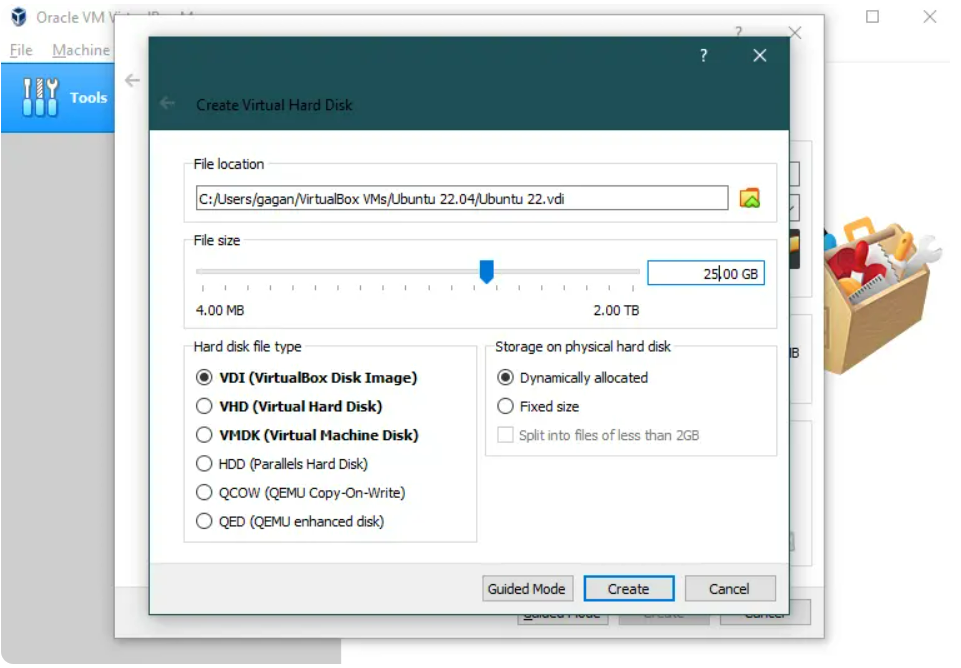 Oracle VM
File Machine
Tools
?
?
Create Virtual Hard Disk
File location
C:/Users/gagan/VirtualBox VMs/Ubuntu 22.04/Ubuntu 22.vdi
File size
25.00 GB
4.00 MB 2.00 TB
Hard disk file type
Storage on physical hard disk
VDI (VirtualBox Disk Image)
Dynamically allocated
VHD (Virtual Hard Disk)
Fixed size
VMDK (Virtual Machine Disk)
Split into files of less than 2GB
HDD (Parallels Hard Disk)
QCOW (QEMU Copy-On-Write)
QED (QEMU enhanced disk)
Guided Mode Create Cancel